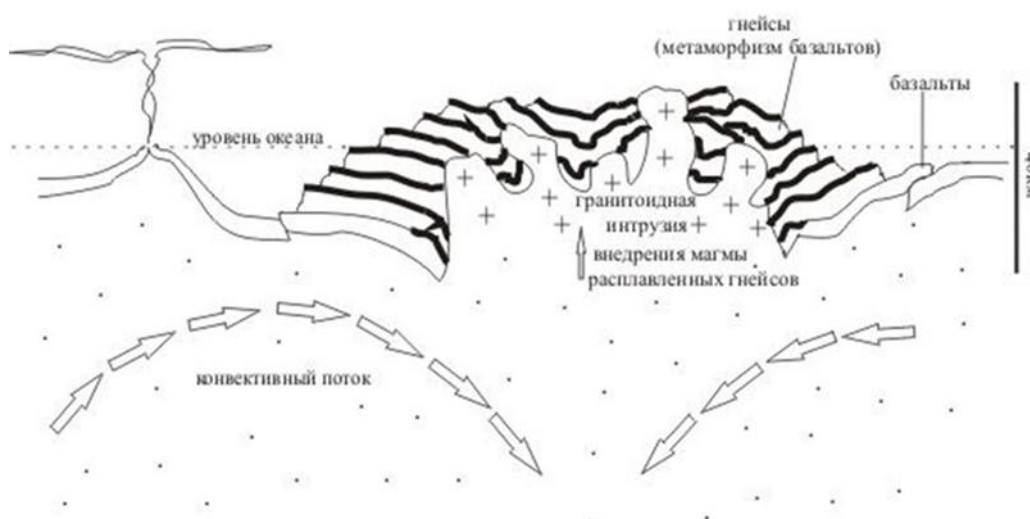 гнейсы
(метаморфизм базальтов)
базальты
уровень океана
гранитоидная
интрузия
внедрения магмы
расплавленных гнейсов
конвективный поток